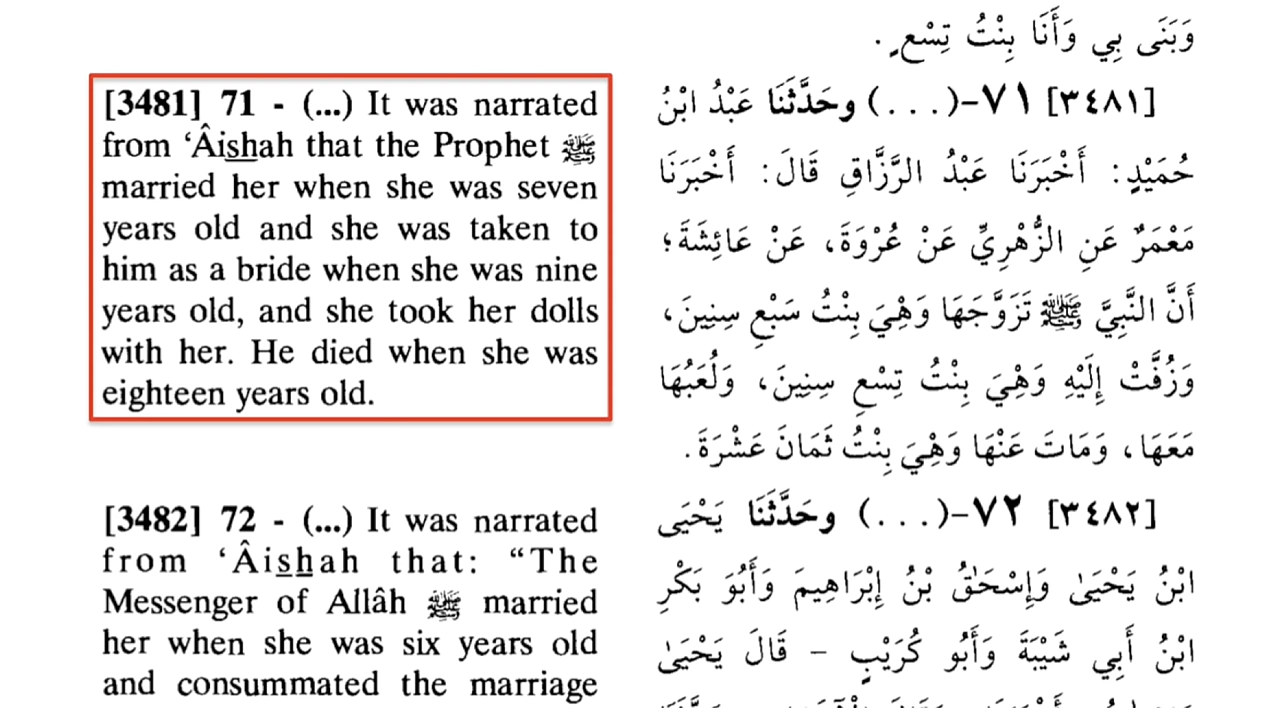 [3481] 71 - (...) It was narrated
from ‘Âishah that the Prophet ﷺ
married her when she was seven
years old and she was taken to
him as a bride when she was nine
years old, and she took her dolls
with her. He died when she was
eighteen years old.
[3482] 72 - (...) It was narrated
from ‘Âishah that: “The
Messenger of Allâh ﷺ married
her when she was six years old
and consummated the marriage
وَبَنَى بِي وَأَنَا بِنْتُ تِسْعٍ.
[٣٤٨١] ٧١-(...) وحَدَّثَنَا عَبْدُ ابْنُ
حُمَيْدٍ: أَخْبَرَنَا عَبْدُ الرَّزَّاقِ قَالَ: أَخْبَرَنَا
مَعْمَرٌ عَنِ الزُّهْرِيِّ عَنْ عُرْوَةَ، عَنْ عَائِشَةَ؛
أَنَّ النَّبِيَّ ﷺ تَزَوَّجَهَا وَهِيَ بِنْتُ سَبْعِ سِنِينَ،
وَزُفَّتْ إِلَيْهِ وَهِيَ بِنْتُ تِسْعِ سِنِينَ، وَلُعَبُهَا
مَعَهَا، وَمَاتَ عَنْهَا وَهِيَ بِنْتُ ثَمَانَ عَشْرَةَ.
[٣٤٨٢] ٧٢-(...) وحَدَّثَنَا يَحْيَى
ابْنُ يَحْيَىٰ وَإِسْحَٰقُ بْنُ إِبْرَاهِيمَ وَأَبُو بَكْرِ
ابْنُ أَبِي شَيْبَةَ وَأَبُو كُرَيْبٍ – قَالَ يَحْيَىٰ